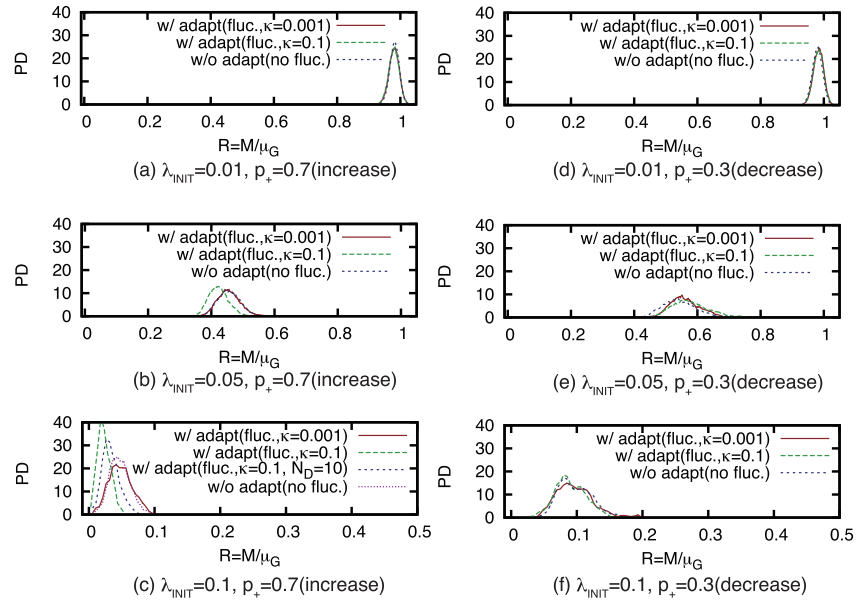 40
30
20
10
0
PD
w/ adapt(fluc.,κ=0.001)
w/ adapt(fluc.,κ=0.1)
w/o adapt(no fluc.)
0 0.2 0.4 0.6 0.8 1
R=M/μG
(a) λINIT=0.01, p+=0.7(increase)
40
30
20
10
0
PD
w/ adapt(fluc.,κ=0.001)
w/ adapt(fluc.,κ=0.1)
w/o adapt(no fluc.)
0 0.2 0.4 0.6 0.8 1
R=M/μG
(d) λINIT=0.01, p+=0.3(decrease)
40
30
20
10
0
PD
w/ adapt(fluc.,κ=0.001)
w/ adapt(fluc.,κ=0.1)
w/o adapt(no fluc.)
0 0.2 0.4 0.6 0.8 1
R=M/μG
(b) λINIT=0.05, p+=0.7(increase)
40
30
20
10
0
PD
w/ adapt(fluc.,κ=0.001)
w/ adapt(fluc.,κ=0.1)
w/o adapt(no fluc.)
0 0.2 0.4 0.6 0.8 1
R=M/μG
(e) λINIT=0.05, p+=0.3(decrease)
40
30
20
10
0
PD
w/ adapt(fluc.,κ=0.001)
w/ adapt(fluc.,κ=0.1)
w/ adapt(fluc.,κ=0.1, ND=10)
w/o adapt(no fluc.)
0 0.1 0.2 0.3 0.4 0.5
R=M/μG
(c) λINIT=0.1, p+=0.7(increase)
40
30
20
10
0
PD
w/ adapt(fluc.,κ=0.001)
w/ adapt(fluc.,κ=0.1)
w/o adapt(no fluc.)
0 0.1 0.2 0.3 0.4 0.5
R=M/μG
(f) λINIT=0.1, p+=0.3(decrease)